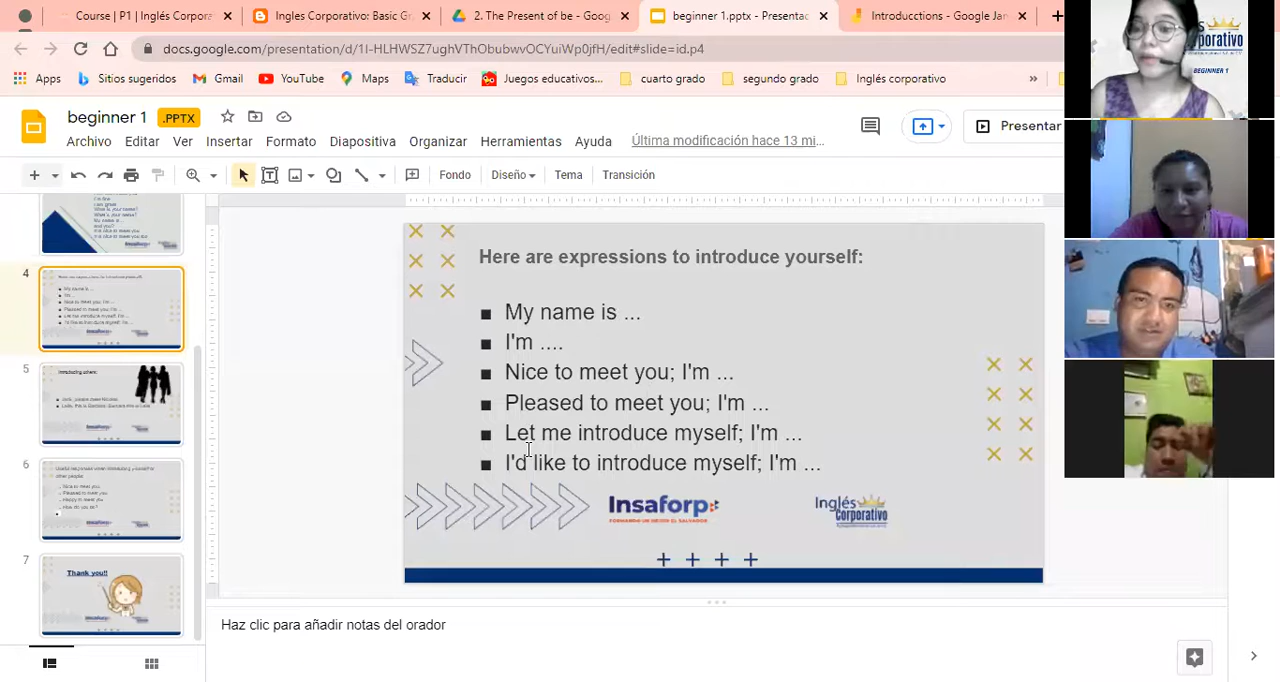 Course | P1 | Inglés Corpora
Ingles Corporativo: Basic Gr
2. The Present of be - Goog
beginner 1.pptx - Presentac
Introducctions - Google Jan
docs.google.com/presentation/d/1I-HLHWSZ7ughVThObubwvOCYuiWp0jfH/edit#slide=id.p4
Apps
Sitios sugeridos
Gmail
YouTube
Maps
Traducir
Juegos educativos...
cuarto grado
segundo grado
Inglés corporativo
beginner 1 .PPTX
Presentar
Archivo Editar Ver Insertar Formato Diapositiva Organizar Herramientas Ayuda Última modificación hace 13 mi...
Fondo Diseño Tema Transición
4
5
6
7
Thank you!!
Here are expressions to introduce yourself:
My name is ...
I'm ....
Nice to meet you; I'm ...
Pleased to meet you; I'm ...
Let me introduce myself; I'm ...
I'd like to introduce myself; I'm ...
Insaforp
Inglés
Corporativo
Haz clic para añadir notas del orador
BEGINNER 1